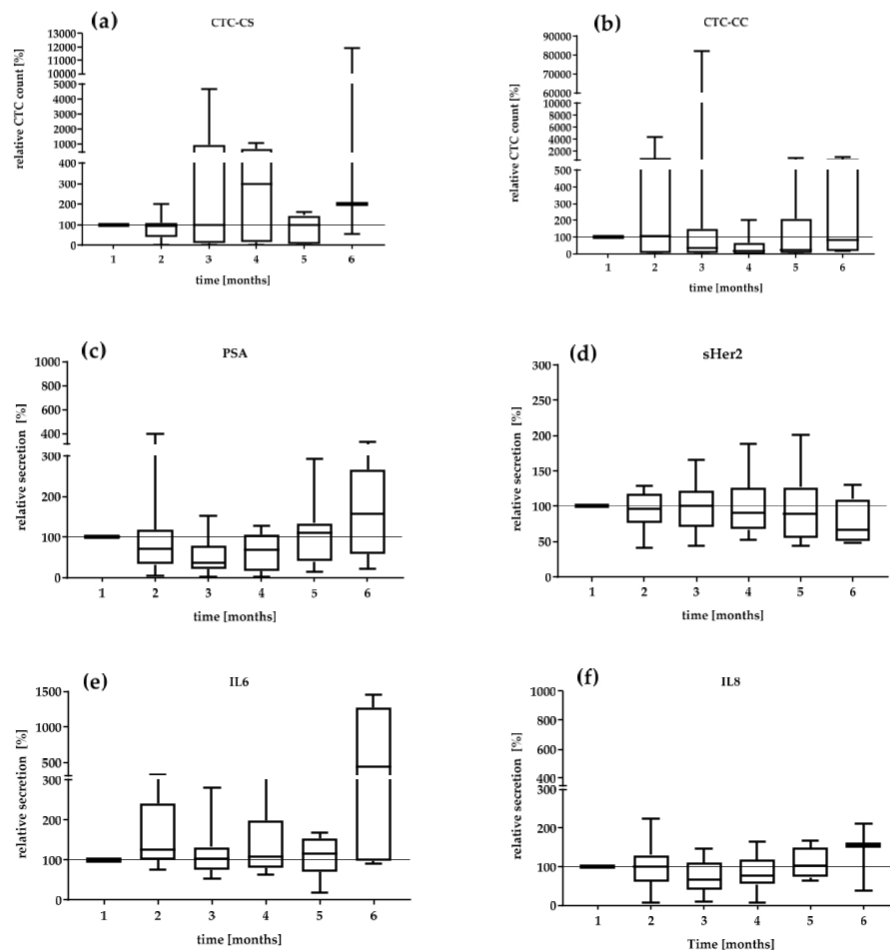 (a)
CTC-CS
relative CTC count [%]
13000
12000
11000
10000
5000
4000
3000
2000
1000
400
300
200
100
0
1 2 3 4 5 6
time [months]
(b)
CTC-CC
relative CTC count [%]
90000
80000
70000
60000
10000
8000
6000
4000
2000
500
400
300
200
100
0
1 2 3 4 5 6
time [months]
(c)
PSA
relative secretion [%]
1000
800
600
400
300
200
100
0
1 2 3 4 5 6
time [months]
(d)
sHer2
relative secretion [%]
300
250
200
150
100
50
0
1 2 3 4 5 6
time [months]
(e)
IL6
relative secretion [%]
1500
1000
500
300
200
100
0
1 2 3 4 5 6
time [months]
(f)
IL8
relative secretion [%]
1000
800
600
400
200
100
0
1 2 3 4 5 6
Time [months]